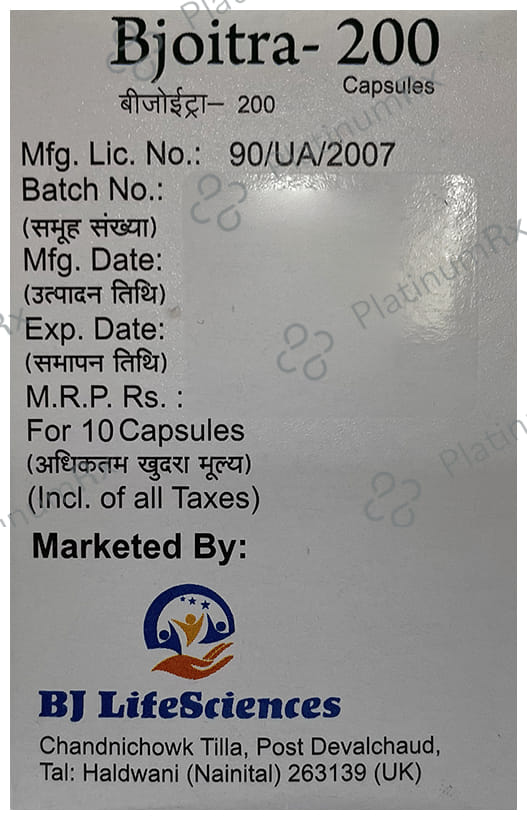 Bjoitra- 200
Capsules
बीजोईट्रा– 200
Mfg. Lic. No.: 90/UA/2007
Batch No.:
(समूह संख्या)
Mfg. Date:
(उत्पादन तिथि)
Exp. Date:
(समापन तिथि)
M.R.P. Rs. :
For 10 Capsules
(अधिकतम खुदरा मूल्य)
(Incl. of all Taxes)
Marketed By:
BJ LifeSciences
Chandnichowk Tilla, Post Devalchaud,
Tal: Haldwani (Nainital) 263139 (UK)
PlatinumRx